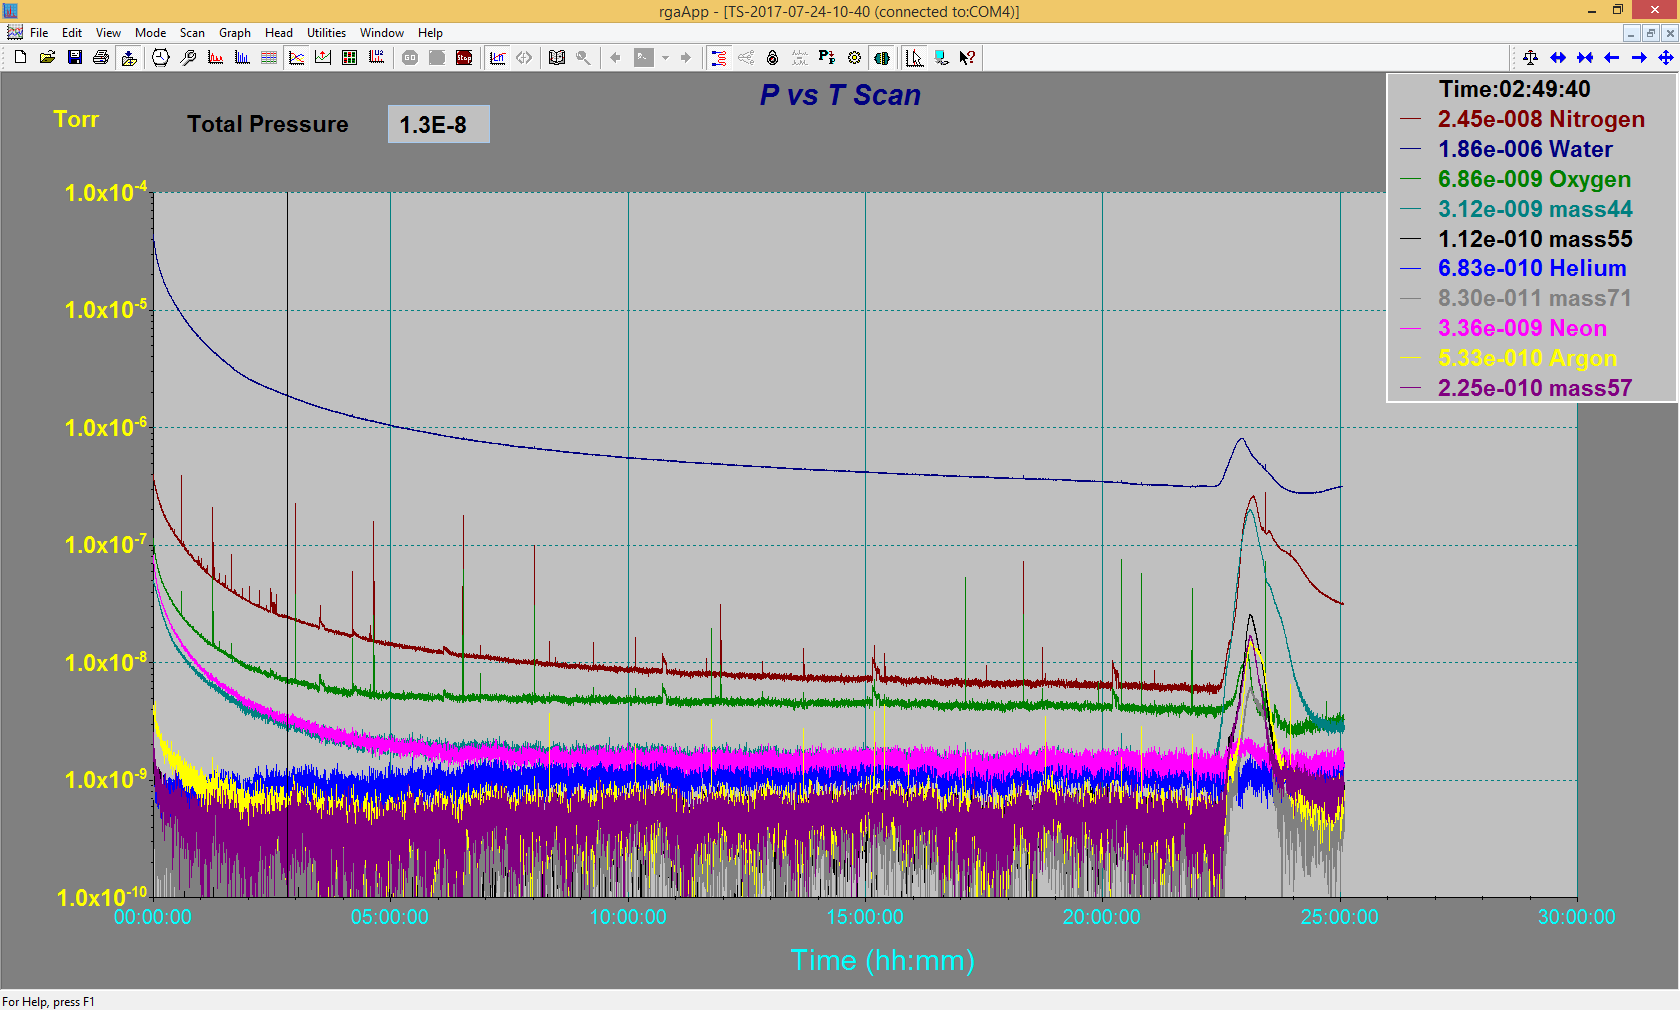 rgaApp - [TS-2017-07-24-10-40 (connected to:COM4)]
File Edit View Mode Scan Graph Head Utilities Window Help
GO Stop
P vs T Scan
Torr
Total Pressure 1.3E-8
Time:02:49:40
2.45e-008 Nitrogen
1.86e-006 Water
6.86e-009 Oxygen
3.12e-009 mass44
1.12e-010 mass55
6.83e-010 Helium
8.30e-011 mass71
3.36e-009 Neon
5.33e-010 Argon
2.25e-010 mass57
1.0x10-4
1.0x10-5
1.0x10-6
1.0x10-7
1.0x10-8
1.0x10-9
1.0x10-10
00:00:00 05:00:00 10:00:00 15:00:00 20:00:00 25:00:00 30:00:00
Time (hh:mm)
For Help, press F1